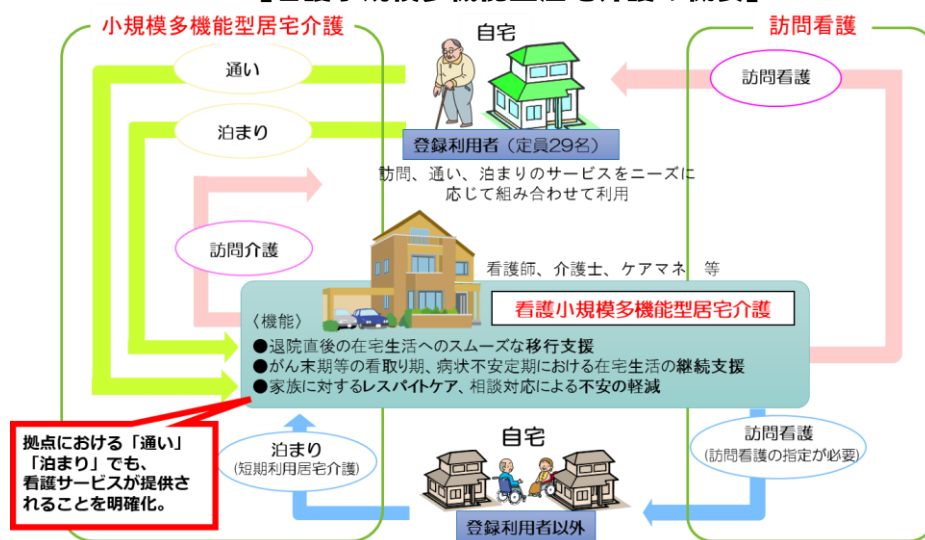 小規模多機能型居宅介護
自宅
訪問看護
通い
泊まり
訪問看護
登録利用者（定員29名）
訪問、通い、泊まりのサービスをニーズに
応じて組み合わせて利用
訪問介護
看護師、介護士、ケアマネ　等
看護小規模多機能型居宅介護
〈機能〉
●退院直後の在宅生活へのスムーズな移行支援
●がん末期等の看取り期、病状不安定期における在宅生活の継続支援
●家族に対するレスパイトケア、相談対応による不安の軽減
拠点における「通い」
「泊まり」でも、
看護サービスが提供さ
れることを明確化。
泊まり
(短期利用居宅介護)
自宅
訪問看護
(訪問看護の指定が必要)
登録利用者以外